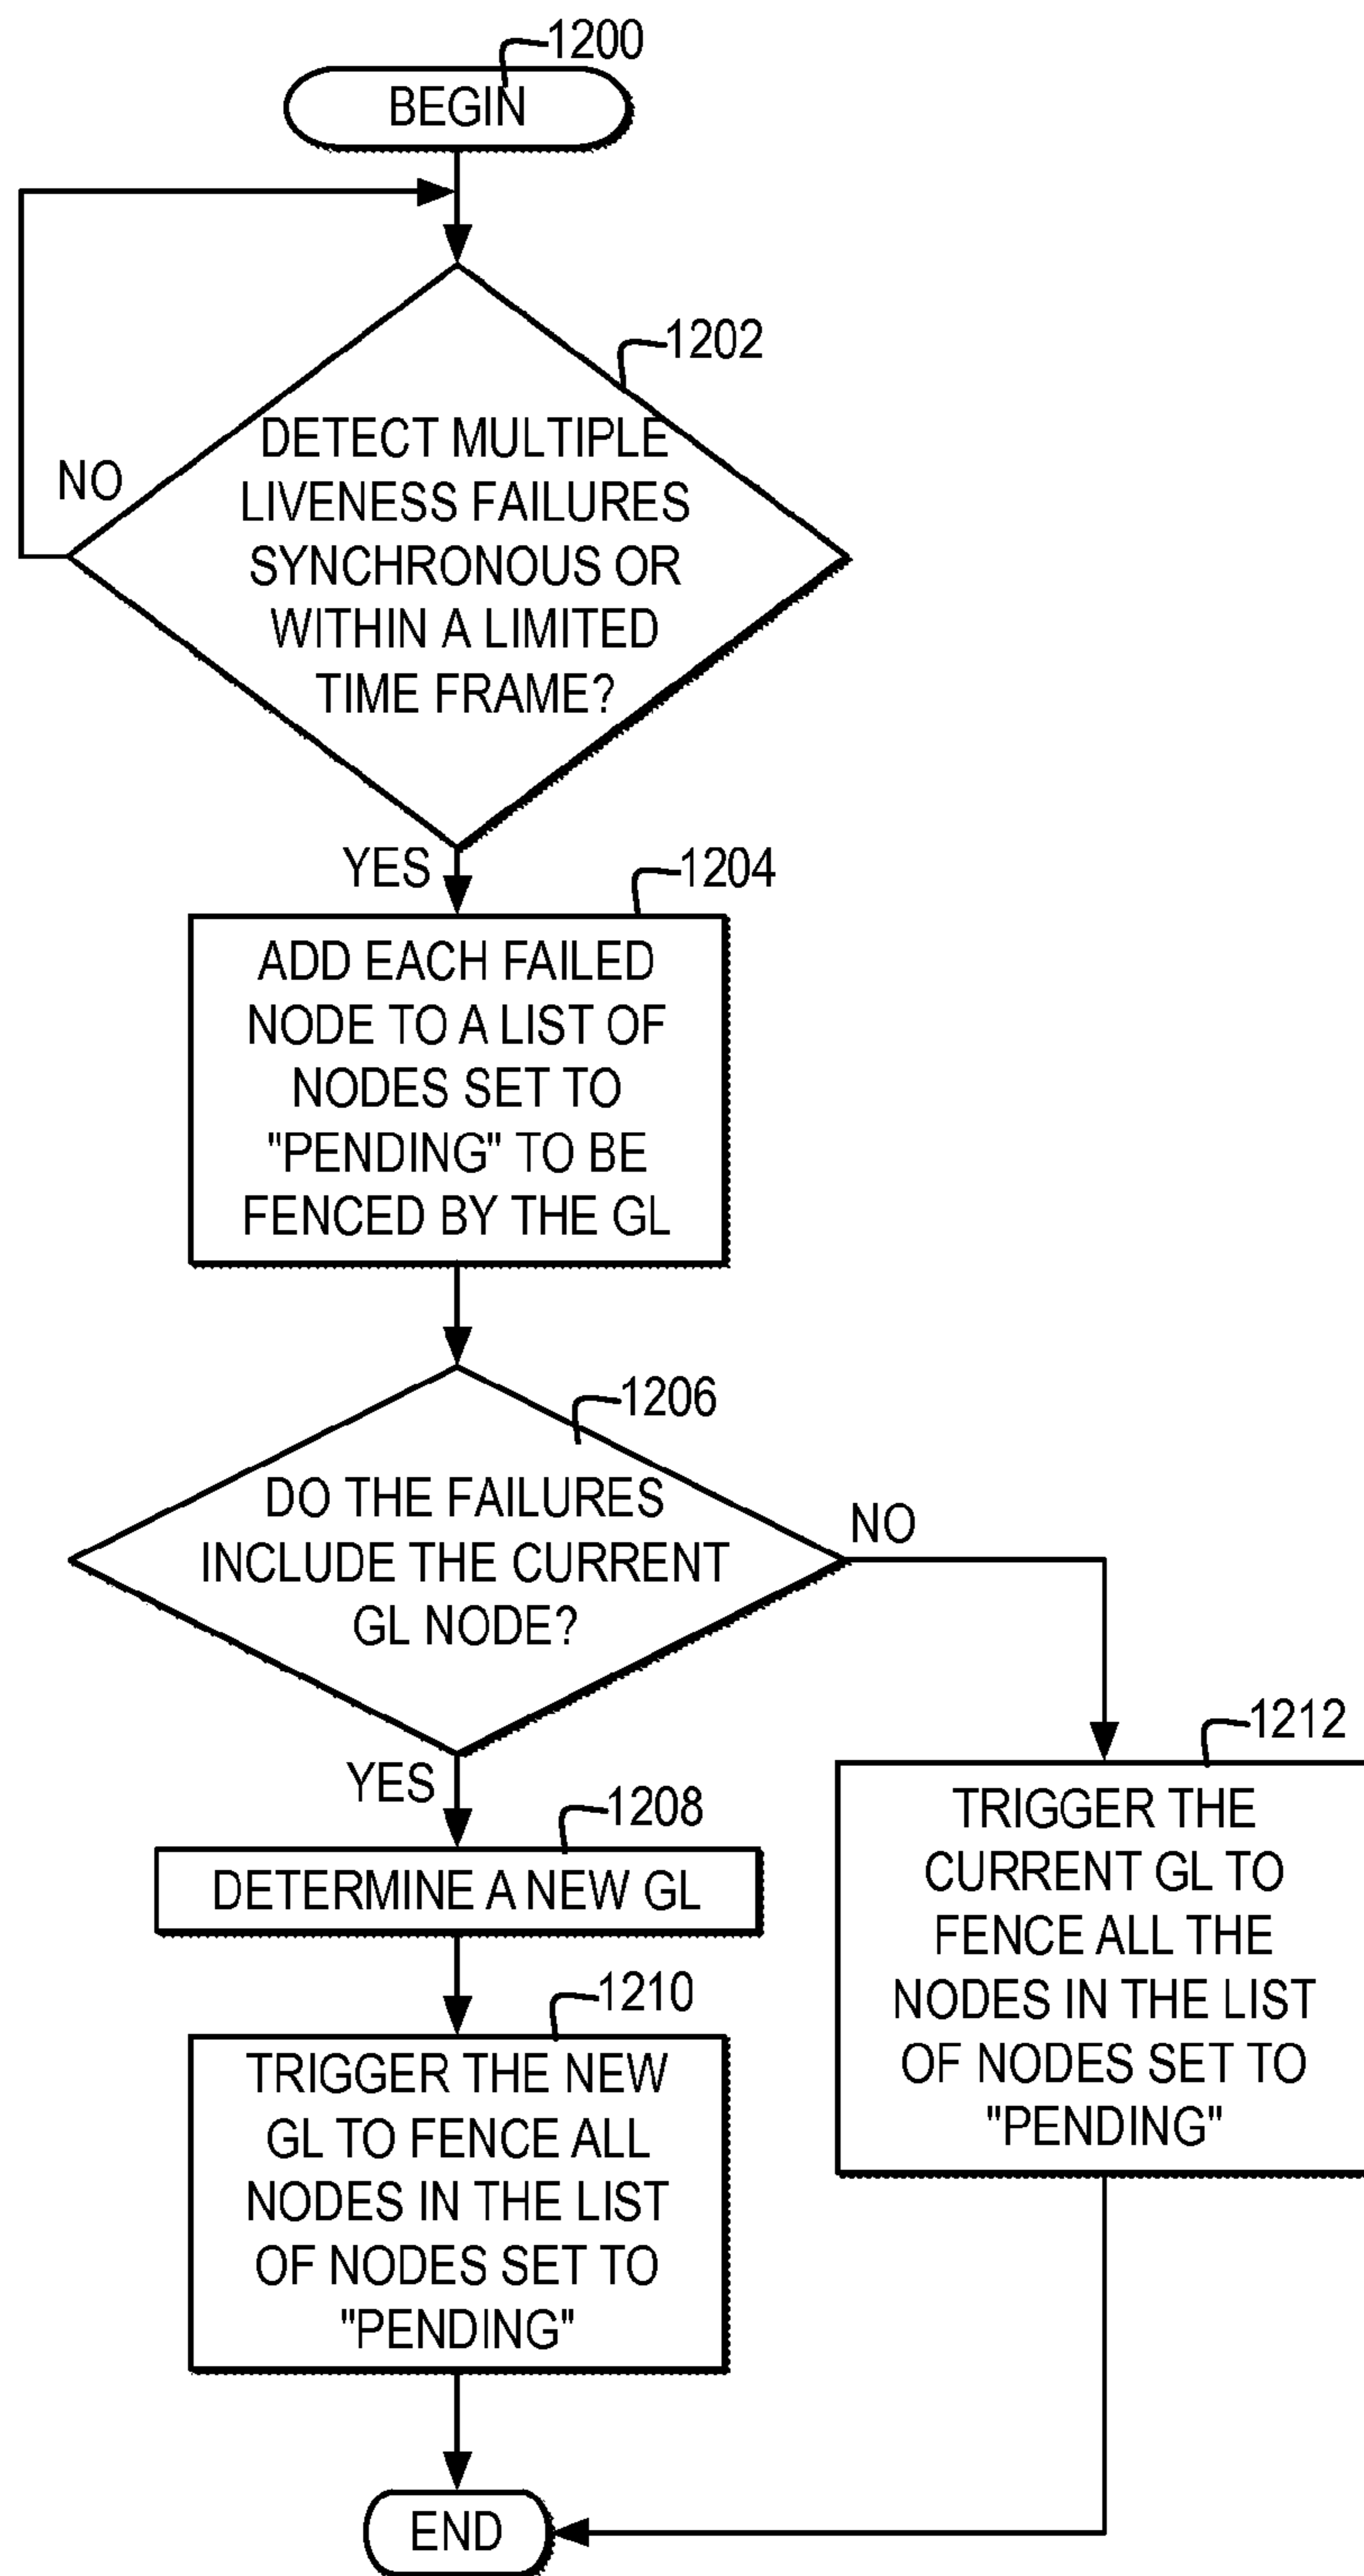 1200
BEGIN
1202
DETECT MULTIPLE
LIVENESS FAILURES
SYNCHRONOUS OR
WITHIN A LIMITED
TIME FRAME?
NO
YES
1204
ADD EACH FAILED
NODE TO A LIST OF
NODES SET TO
"PENDING" TO BE
FENCED BY THE GL
1206
DO THE FAILURES
INCLUDE THE CURRENT
GL NODE?
NO
YES
1208
DETERMINE A NEW GL
1210
TRIGGER THE NEW
GL TO FENCE ALL
NODES IN THE LIST
OF NODES SET TO
"PENDING"
1212
TRIGGER THE
CURRENT GL TO
FENCE ALL THE
NODES IN THE LIST
OF NODES SET TO
"PENDING"
END